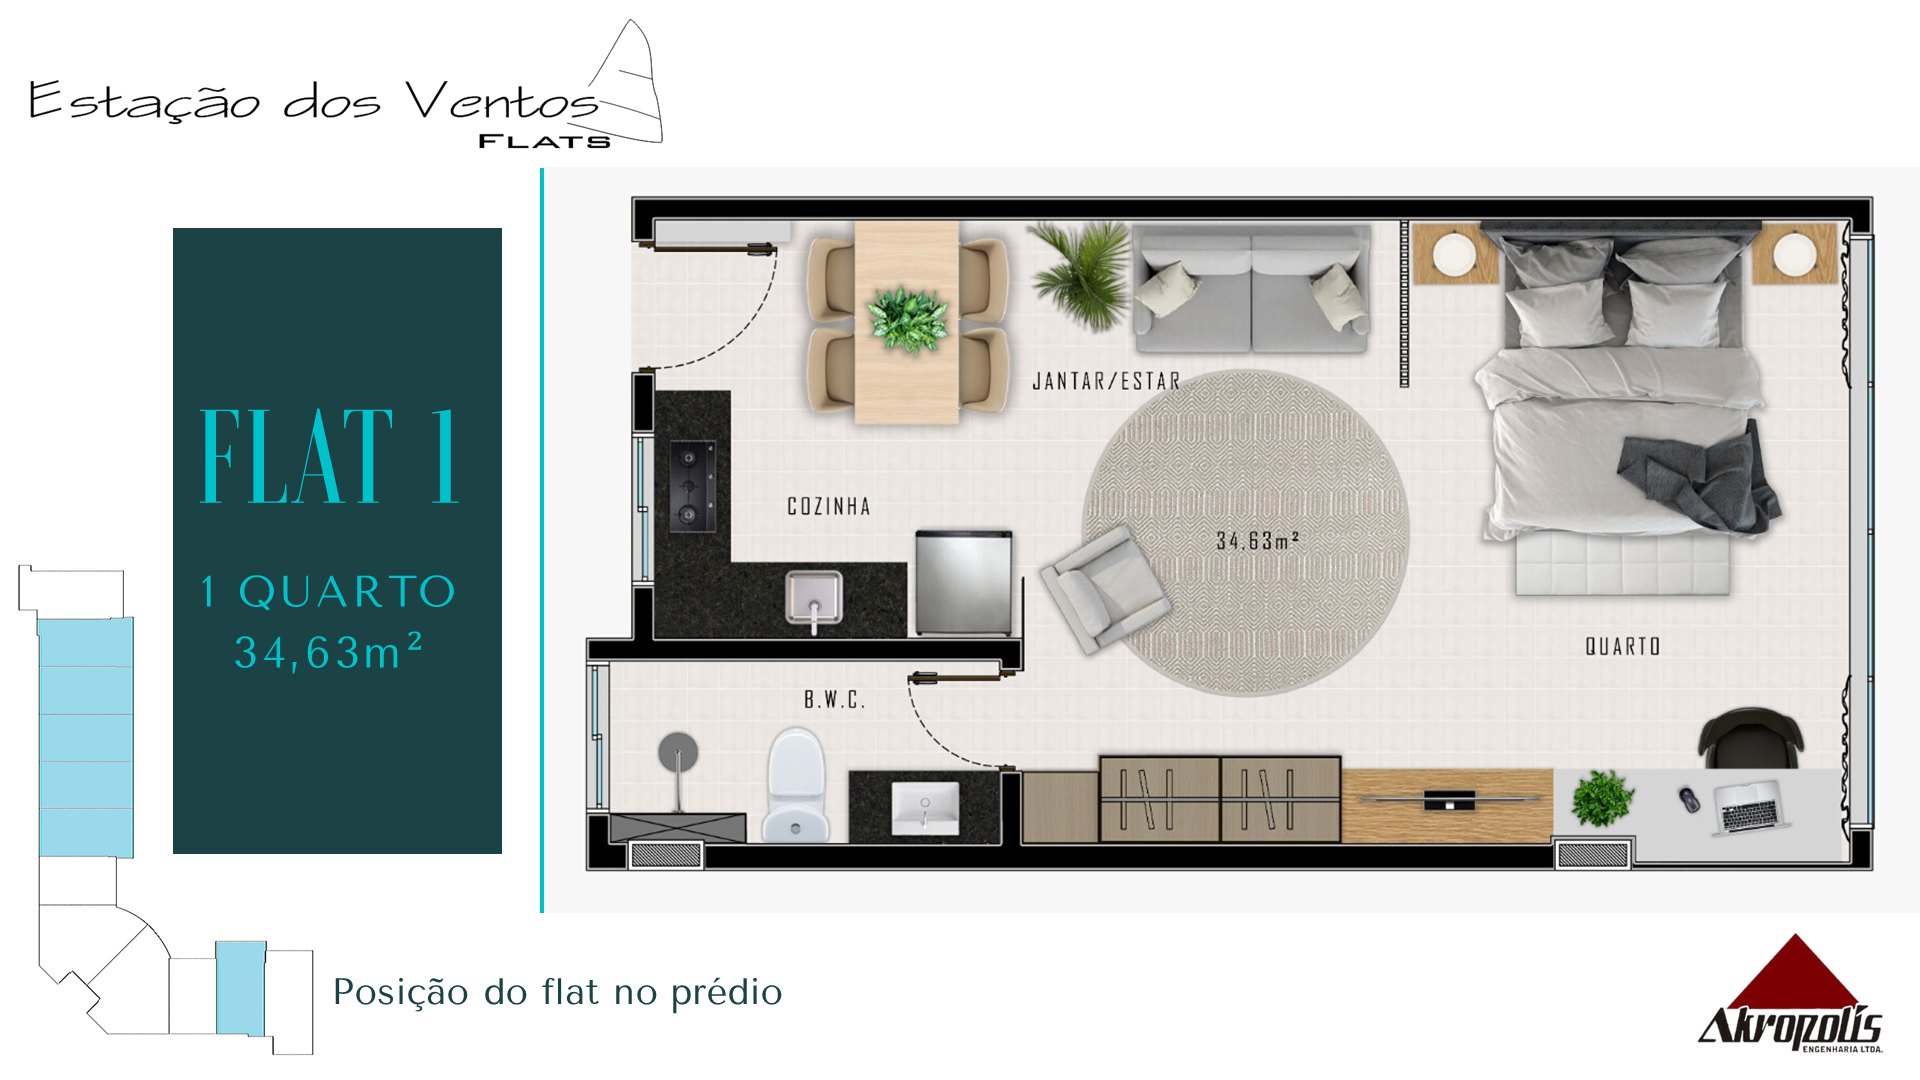 Estação dos Ventos
FLATS
FLAT 1
1 QUARTO
34,63m²
JANTAR/ESTAR
COZINHA
34,63m²
QUARTO
B.W.C.
Posição do flat no prédio
Akropolis
ENGENHARIA LTDA.